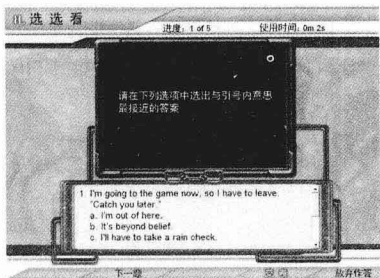 01. 选选看
进度: 1 of 5
使用时间: 0m 2s
请在下列选项中选出与引号内意思
最接近的答案
1. I'm going to the game now, so I have to leave.
"Catch you later."
a. I'm out of here.
b. It's beyond belief.
c. I'll have to take a rain check.
下一题
放弃作答